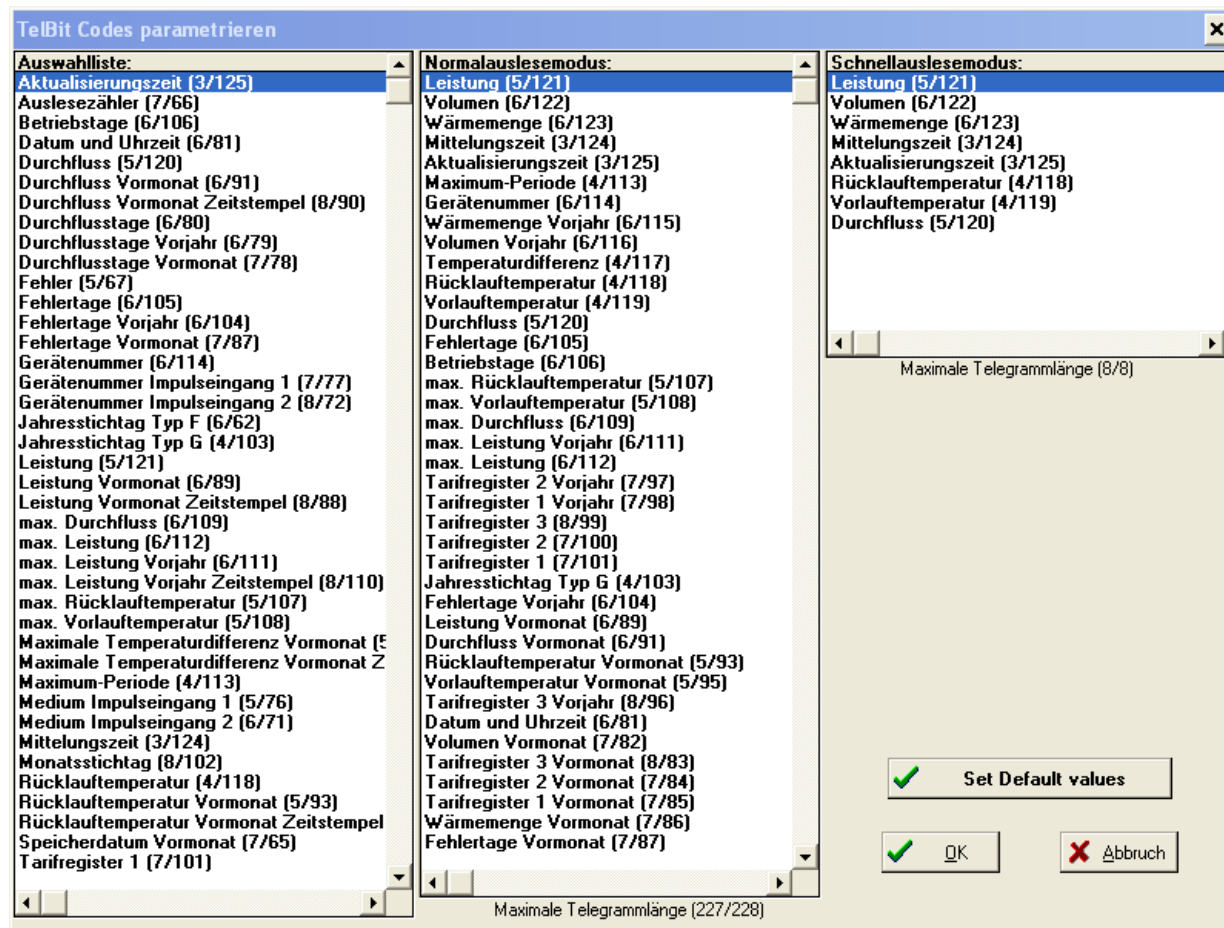 TelBit Codes parametrieren
Auswahlliste:
Aktualisierungszeit (3/125)
Auslesezähler (7/66)
Betriebstage (6/106)
Datum und Uhrzeit (6/81)
Durchfluss (5/120)
Durchfluss Vormonat (6/91)
Durchfluss Vormonat Zeitstempel (8/90)
Durchflusstage (6/80)
Durchflusstage Vorjahr (6/79)
Durchflusstage Vormonat (7/78)
Fehler (5/67)
Fehlertage (6/105)
Fehlertage Vorjahr (6/104)
Fehlertage Vormonat (7/87)
Gerätenummer (6/114)
Gerätenummer Impulseingang 1 (7/77)
Gerätenummer Impulseingang 2 (8/72)
Jahresstichtag Typ F (6/62)
Jahresstichtag Typ G (4/103)
Leistung (5/121)
Leistung Vormonat (6/89)
Leistung Vormonat Zeitstempel (8/88)
max. Durchfluss (6/109)
max. Leistung (6/112)
max. Leistung Vorjahr (6/111)
max. Leistung Vorjahr Zeitstempel (8/110)
max. Rücklauftemperatur (5/107)
max. Vorlauftemperatur (5/108)
Maximale Temperaturdifferenz Vormonat (5
Maximale Temperaturdifferenz Vormonat Z
Maximum-Periode (4/113)
Medium Impulseingang 1 (5/76)
Medium Impulseingang 2 (6/71)
Mittelungszeit (3/124)
Monatsstichtag (8/102)
Rücklauftemperatur (4/118)
Rücklauftemperatur Vormonat (5/93)
Rücklauftemperatur Vormonat Zeitstempel
Speicherdatum Vormonat (7/65)
Tarifregister 1 (7/101)
Normalauslesemodus:
Leistung (5/121)
Volumen (6/122)
Wärmemenge (6/123)
Mittelungszeit (3/124)
Aktualisierungszeit (3/125)
Maximum-Periode (4/113)
Gerätenummer (6/114)
Wärmemenge Vorjahr (6/115)
Volumen Vorjahr (6/116)
Temperaturdifferenz (4/117)
Rücklauftemperatur (4/118)
Vorlauftemperatur (4/119)
Durchfluss (5/120)
Fehlertage (6/105)
Betriebstage (6/106)
max. Rücklauftemperatur (5/107)
max. Vorlauftemperatur (5/108)
max. Durchfluss (6/109)
max. Leistung Vorjahr (6/111)
max. Leistung (6/112)
Tarifregister 2 Vorjahr (7/97)
Tarifregister 1 Vorjahr (7/98)
Tarifregister 3 (8/99)
Tarifregister 2 (7/100)
Tarifregister 1 (7/101)
Jahresstichtag Typ G (4/103)
Fehlertage Vorjahr (6/104)
Leistung Vormonat (6/89)
Durchfluss Vormonat (6/91)
Rücklauftemperatur Vormonat (5/93)
Vorlauftemperatur Vormonat (5/95)
Tarifregister 3 Vorjahr (8/96)
Datum und Uhrzeit (6/81)
Volumen Vormonat (7/82)
Tarifregister 3 Vormonat (8/83)
Tarifregister 2 Vormonat (7/84)
Tarifregister 1 Vormonat (7/85)
Wärmemenge Vormonat (7/86)
Fehlertage Vormonat (7/87)
Maximale Telegrammlänge (227/228)
Schnellauslesemodus:
Leistung (5/121)
Volumen (6/122)
Wärmemenge (6/123)
Mittelungszeit (3/124)
Aktualisierungszeit (3/125)
Rücklauftemperatur (4/118)
Vorlauftemperatur (4/119)
Durchfluss (5/120)
Maximale Telegrammlänge (8/8)
Set Default values
OK
Abbruch